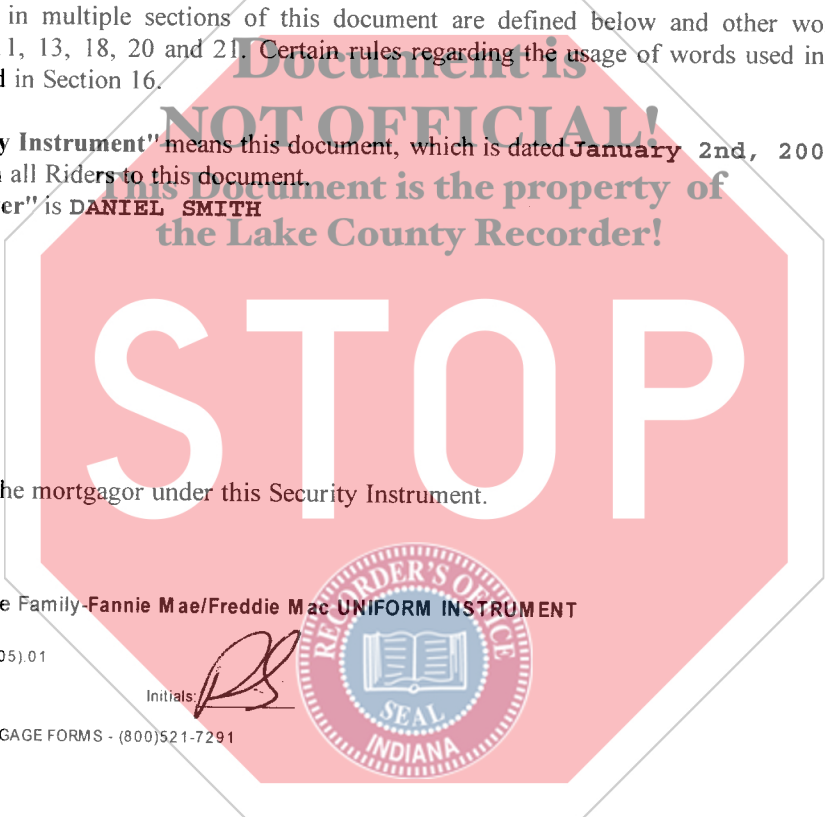 in multiple sections of this document are defined below and other wo
1, 13, 18, 20 and 21. Certain rules regarding the usage of words used in
in Section 16.
Document is
NOT OFFICIAL!
y Instrument" means this document, which is dated January 2nd, 200
all Riders to this document.
This Document is the property of
er" is DANIEL SMITH
the Lake County Recorder!
STOP
he mortgagor under this Security Instrument.
e Family-Fannie Mae/Freddie Mac UNIFORM INSTRUMENT
05).01
Initials:
GAGE FORMS - (800)521-7291
RECORDER'S OFFICE
SEAL
INDIANA